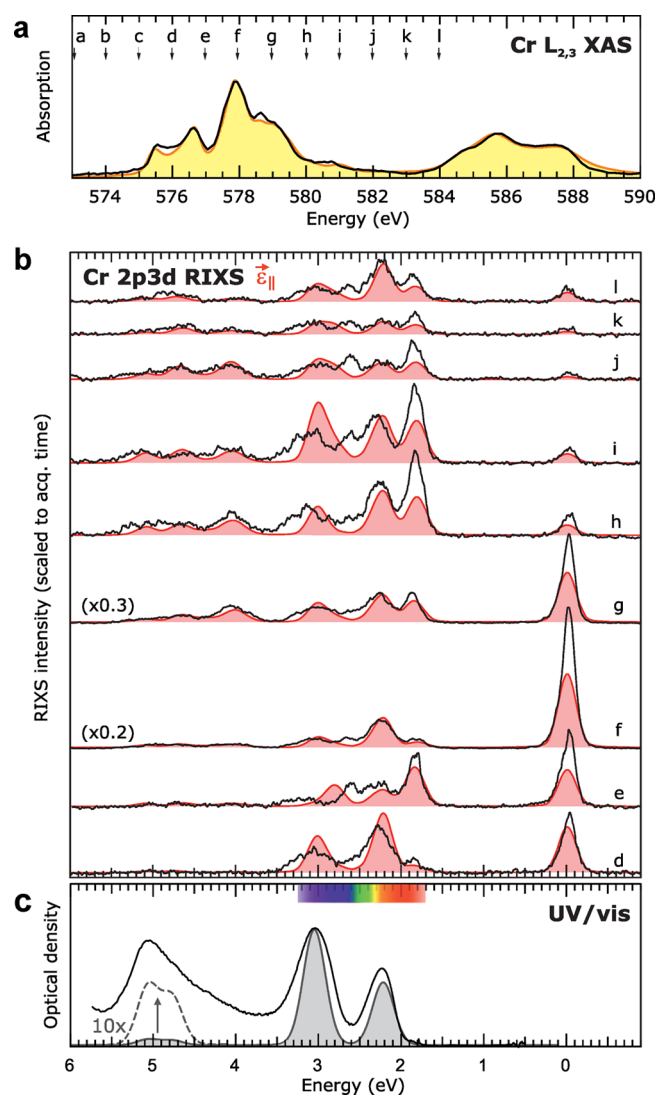 a
a b c d e f g h i j k l
Cr L2,3 XAS
Absorption
574 576 578 580 582 584 586 588 590
Energy (eV)
b
Cr 2p3d RIXS ε||
l
k
j
i
h
(x0.3)
g
(x0.2)
f
e
d
RIXS intensity (scaled to acq. time)
c
UV/vis
Optical density
10x
6 5 4 3 2 1 0
Energy (eV)